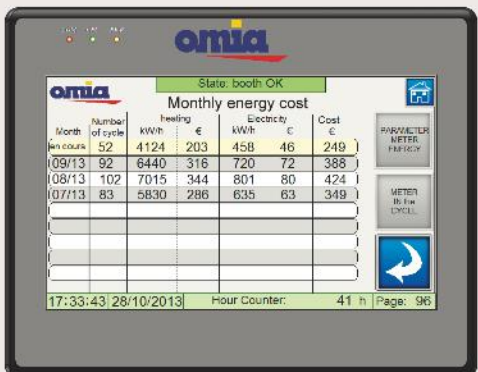 omia
omia
State: booth OK
Monthly energy cost
Number heating Electricity Cost
Month of cycle kW/h € kW/h € €
en cours 52 4124 203 458 46 249
09/13 92 6440 316 720 72 388
08/13 102 7015 344 801 80 424
07/13 83 5830 286 635 63 349
PARAMETER
METER
ENERGY
METER
CYCLE
17:33:43 28/10/2013 Hour Counter: 41 h Page: 96